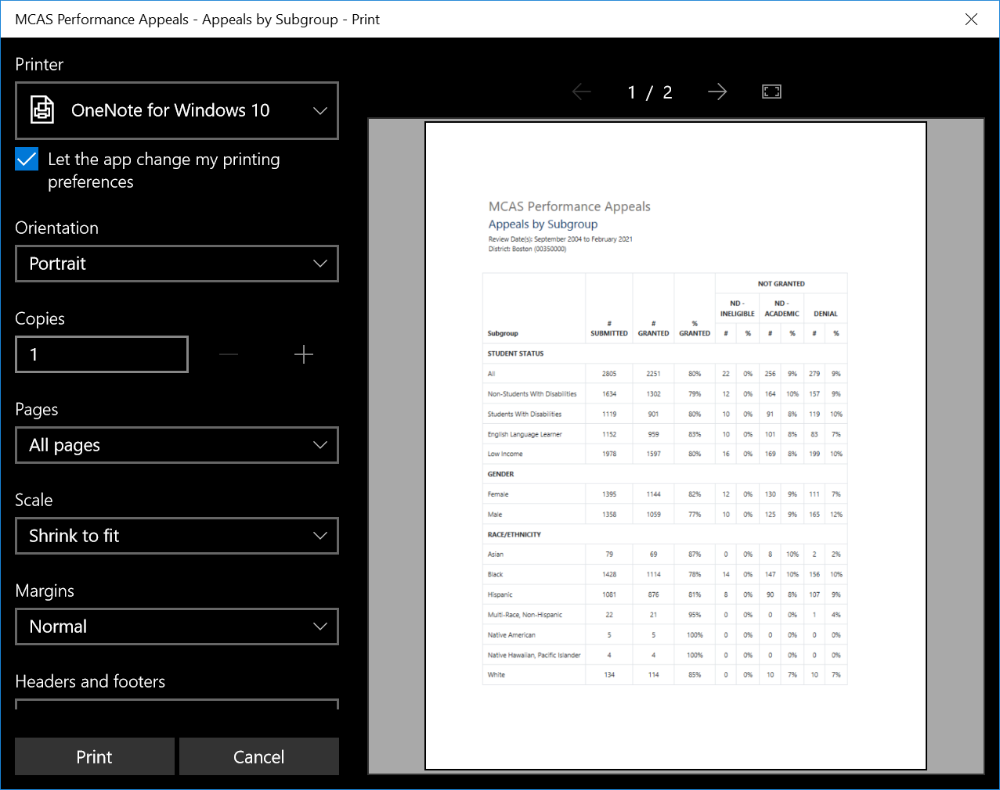 MCAS Performance Appeals - Appeals by Subgroup - Print
Printer
OneNote for Windows 10
Let the app change my printing
preferences
Orientation
Portrait
Copies
1
Pages
All pages
Scale
Shrink to fit
Margins
Normal
Headers and footers
Print Cancel
1 / 2
MCAS Performance Appeals
Appeals by Subgroup
Review Date(s): September 2004 to February 2021
District: Boston (00350000)
NOT GRANTED
ND - ND -
INELIGIBLE ACADEMIC DENIAL
# # %
Subgroup SUBMITTED GRANTED GRANTED # % # % # %
STUDENT STATUS
All 2805 2251 80% 22 0% 256 9% 279 9%
Non-Students With Disabilities 1634 1302 79% 12 0% 164 10% 157 9%
Students With Disabilities 1119 901 80% 10 0% 91 8% 119 10%
English Language Learner 1152 959 83% 10 0% 101 8% 83 7%
Low Income 1978 1597 80% 16 0% 169 8% 199 10%
GENDER
Female 1395 1144 82% 12 0% 130 9% 111 7%
Male 1358 1059 77% 10 0% 125 9% 165 12%
RACE/ETHNICITY
Asian 79 69 87% 0 0% 8 10% 2 2%
Black 1428 1114 78% 14 0% 147 10% 156 10%
Hispanic 1081 876 81% 8 0% 90 8% 107 9%
Multi-Race, Non-Hispanic 22 21 95% 0 0% 0 0% 1 4%
Native American 5 5 100% 0 0% 0 0% 0 0%
Native Hawaiian, Pacific Islander 4 4 100% 0 0% 0 0% 0 0%
White 134 114 85% 0 0% 10 7% 10 7%